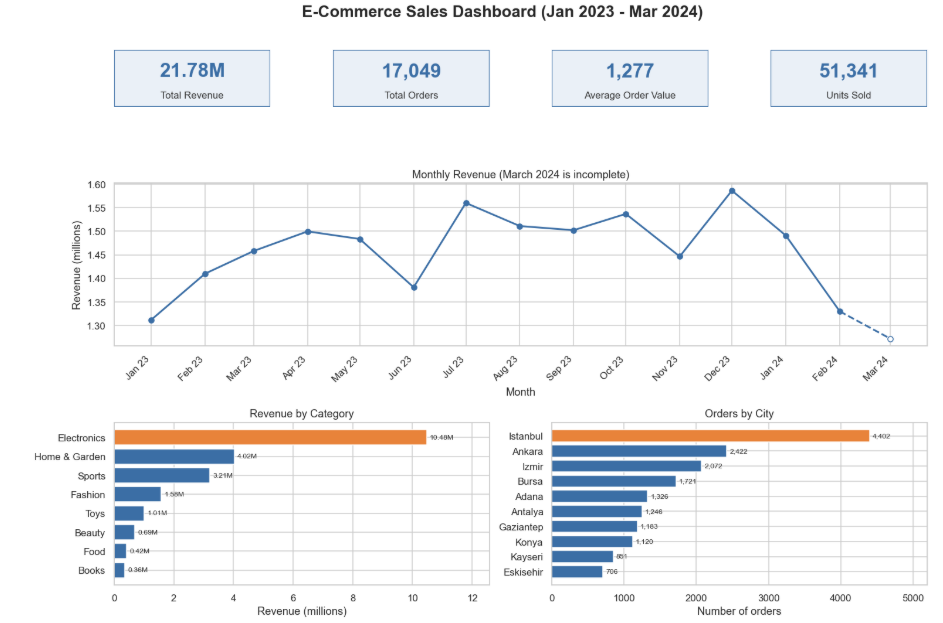 E-Commerce Sales Dashboard (Jan 2023 - Mar 2024)
21.78M
Total Revenue
17,049
Total Orders
1,277
Average Order Value
51,341
Units Sold
Monthly Revenue (March 2024 is incomplete)
Revenue (millions)
1.60
1.55
1.50
1.45
1.40
1.35
1.30
Jan 23
Feb 23
Mar 23
Apr 23
May 23
Jun 23
Jul 23
Aug 23
Sep 23
Oct 23
Nov 23
Dec 23
Jan 24
Feb 24
Mar 24
Month
Revenue by Category
Electronics 10.48M
Home & Garden 4.02M
Sports 3.21M
Fashion 1.58M
Toys 1.01M
Beauty 0.69M
Food 0.42M
Books 0.36M
0 2 4 6 8 10 12
Revenue (millions)
Orders by City
Istanbul 4,402
Ankara 2,422
Izmir 2,072
Bursa 1,721
Adana 1,326
Antalya 1,246
Gaziantep 1,183
Konya 1,120
Kayseri 851
Eskisehir 706
0 1000 2000 3000 4000 5000
Number of orders